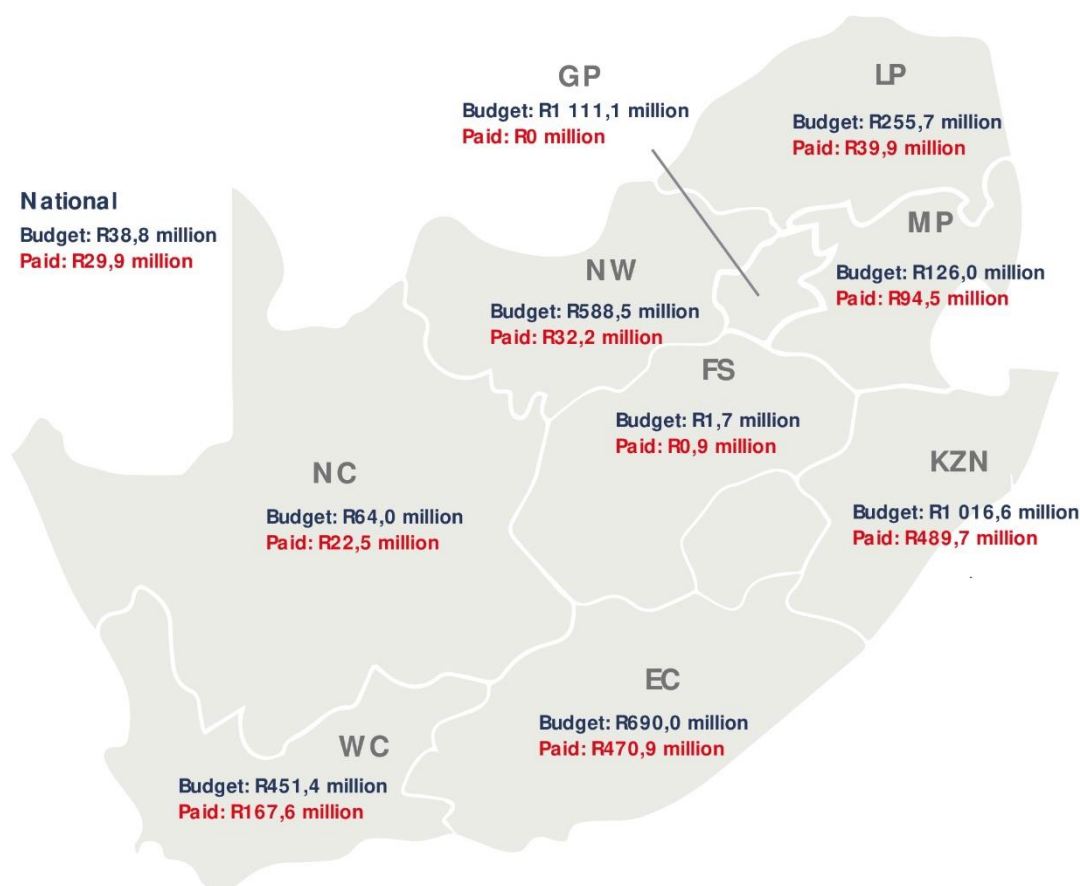 GP
Budget: R1 111,1 million
Paid: R0 million
LP
Budget: R255,7 million
Paid: R39,9 million
National
Budget: R38,8 million
Paid: R29,9 million
MP
Budget: R126,0 million
Paid: R94,5 million
NW
Budget: R588,5 million
Paid: R32,2 million
FS
Budget: R1,7 million
Paid: R0,9 million
KZN
Budget: R1 016,6 million
Paid: R489,7 million
NC
Budget: R64,0 million
Paid: R22,5 million
EC
Budget: R690,0 million
Paid: R470,9 million
WC
Budget: R451,4 million
Paid: R167,6 million